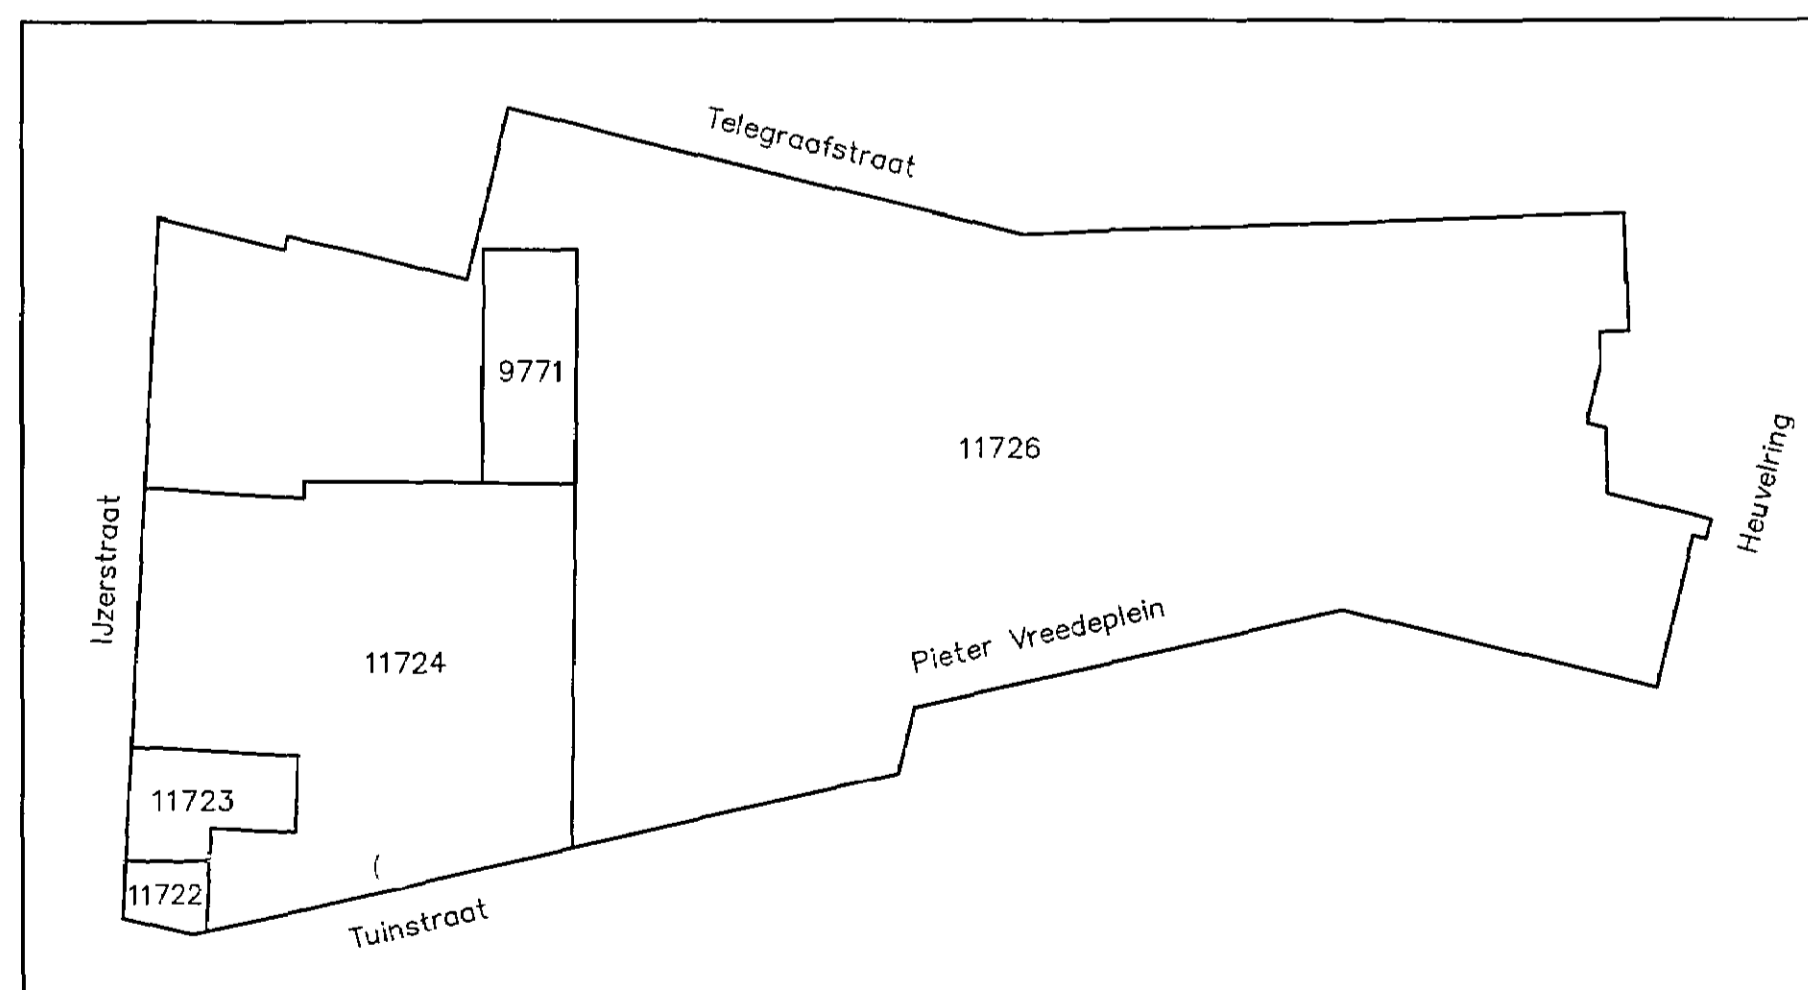 Telegraafstraat
9771
11726
Heuvelring
IJzerstraat
Pieter Vreedeplein
11724
11723
11722
Tuinstraat